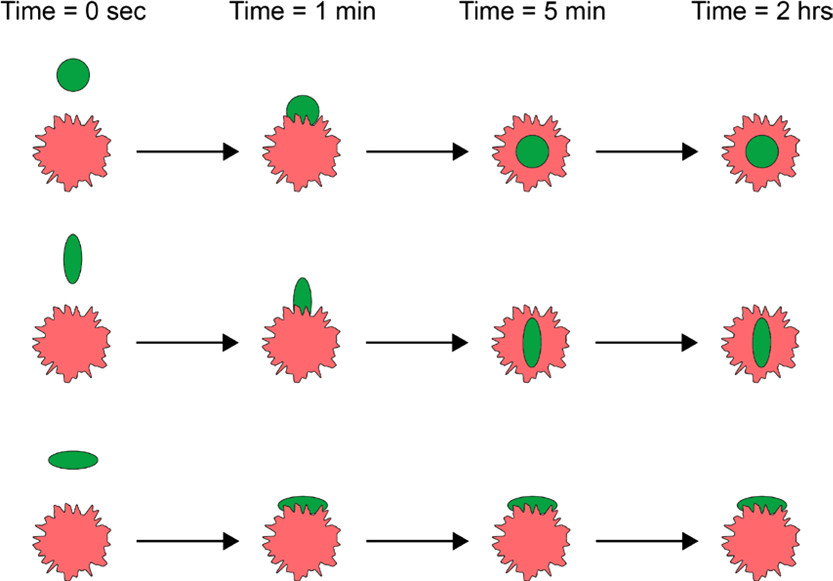 Time = 0 sec Time = 1 min Time = 5 min Time = 2 hrs